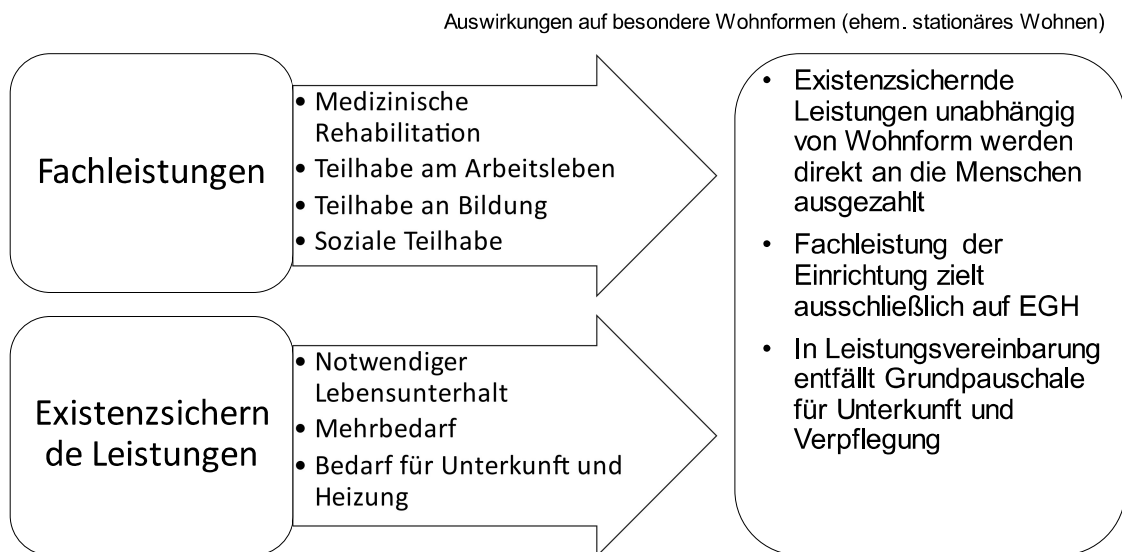 Auswirkungen auf besondere Wohnformen (ehem. stationäres Wohnen)
Fachleistungen
• Medizinische
Rehabilitation
• Teilhabe am Arbeitsleben
• Teilhabe an Bildung
• Soziale Teilhabe
Existenzsichern
de Leistungen
• Notwendiger
Lebensunterhalt
• Mehrbedarf
• Bedarf für Unterkunft und
Heizung
• Existenzsichernde
Leistungen unabhängig
von Wohnform werden
direkt an die Menschen
ausgezahlt
• Fachleistung der
Einrichtung zielt
ausschließlich auf EGH
• In Leistungsvereinbarung
entfällt Grundpauschale
für Unterkunft und
Verpflegung